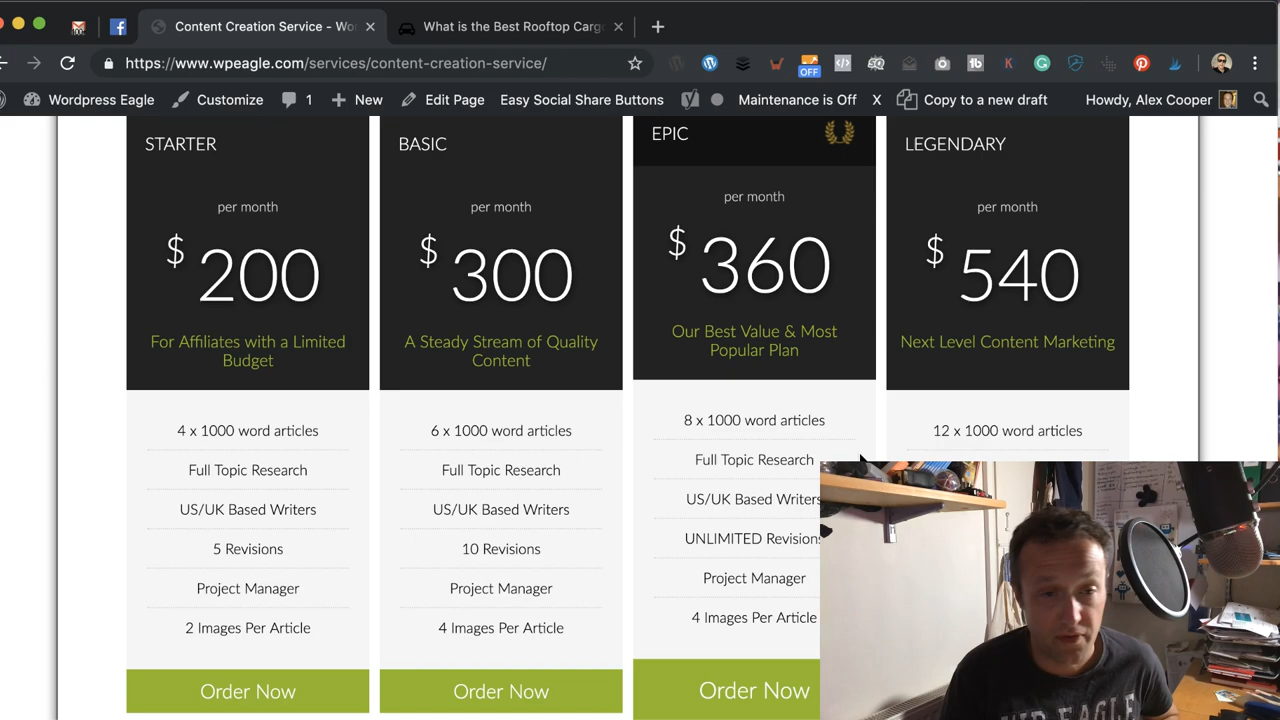 Content Creation Service - Wo
What is the Best Rooftop Carg
https://www.wpeagle.com/services/content-creation-service/
OFF
Wordpress Eagle
Customize
1
New
Edit Page
Easy Social Share Buttons
Maintenance is Off
X
Copy to a new draft
Howdy, Alex Cooper
STARTER
per month
$ 200
For Affiliates with a Limited
Budget
4 x 1000 word articles
Full Topic Research
US/UK Based Writers
5 Revisions
Project Manager
2 Images Per Article
Order Now
BASIC
per month
$ 300
A Steady Stream of Quality
Content
6 x 1000 word articles
Full Topic Research
US/UK Based Writers
10 Revisions
Project Manager
4 Images Per Article
Order Now
EPIC
per month
$ 360
Our Best Value & Most
Popular Plan
8 x 1000 word articles
Full Topic Research
US/UK Based Writers
UNLIMITED Revisions
Project Manager
4 Images Per Article
Order Now
LEGENDARY
per month
$ 540
Next Level Content Marketing
12 x 1000 word articles
EAGLE